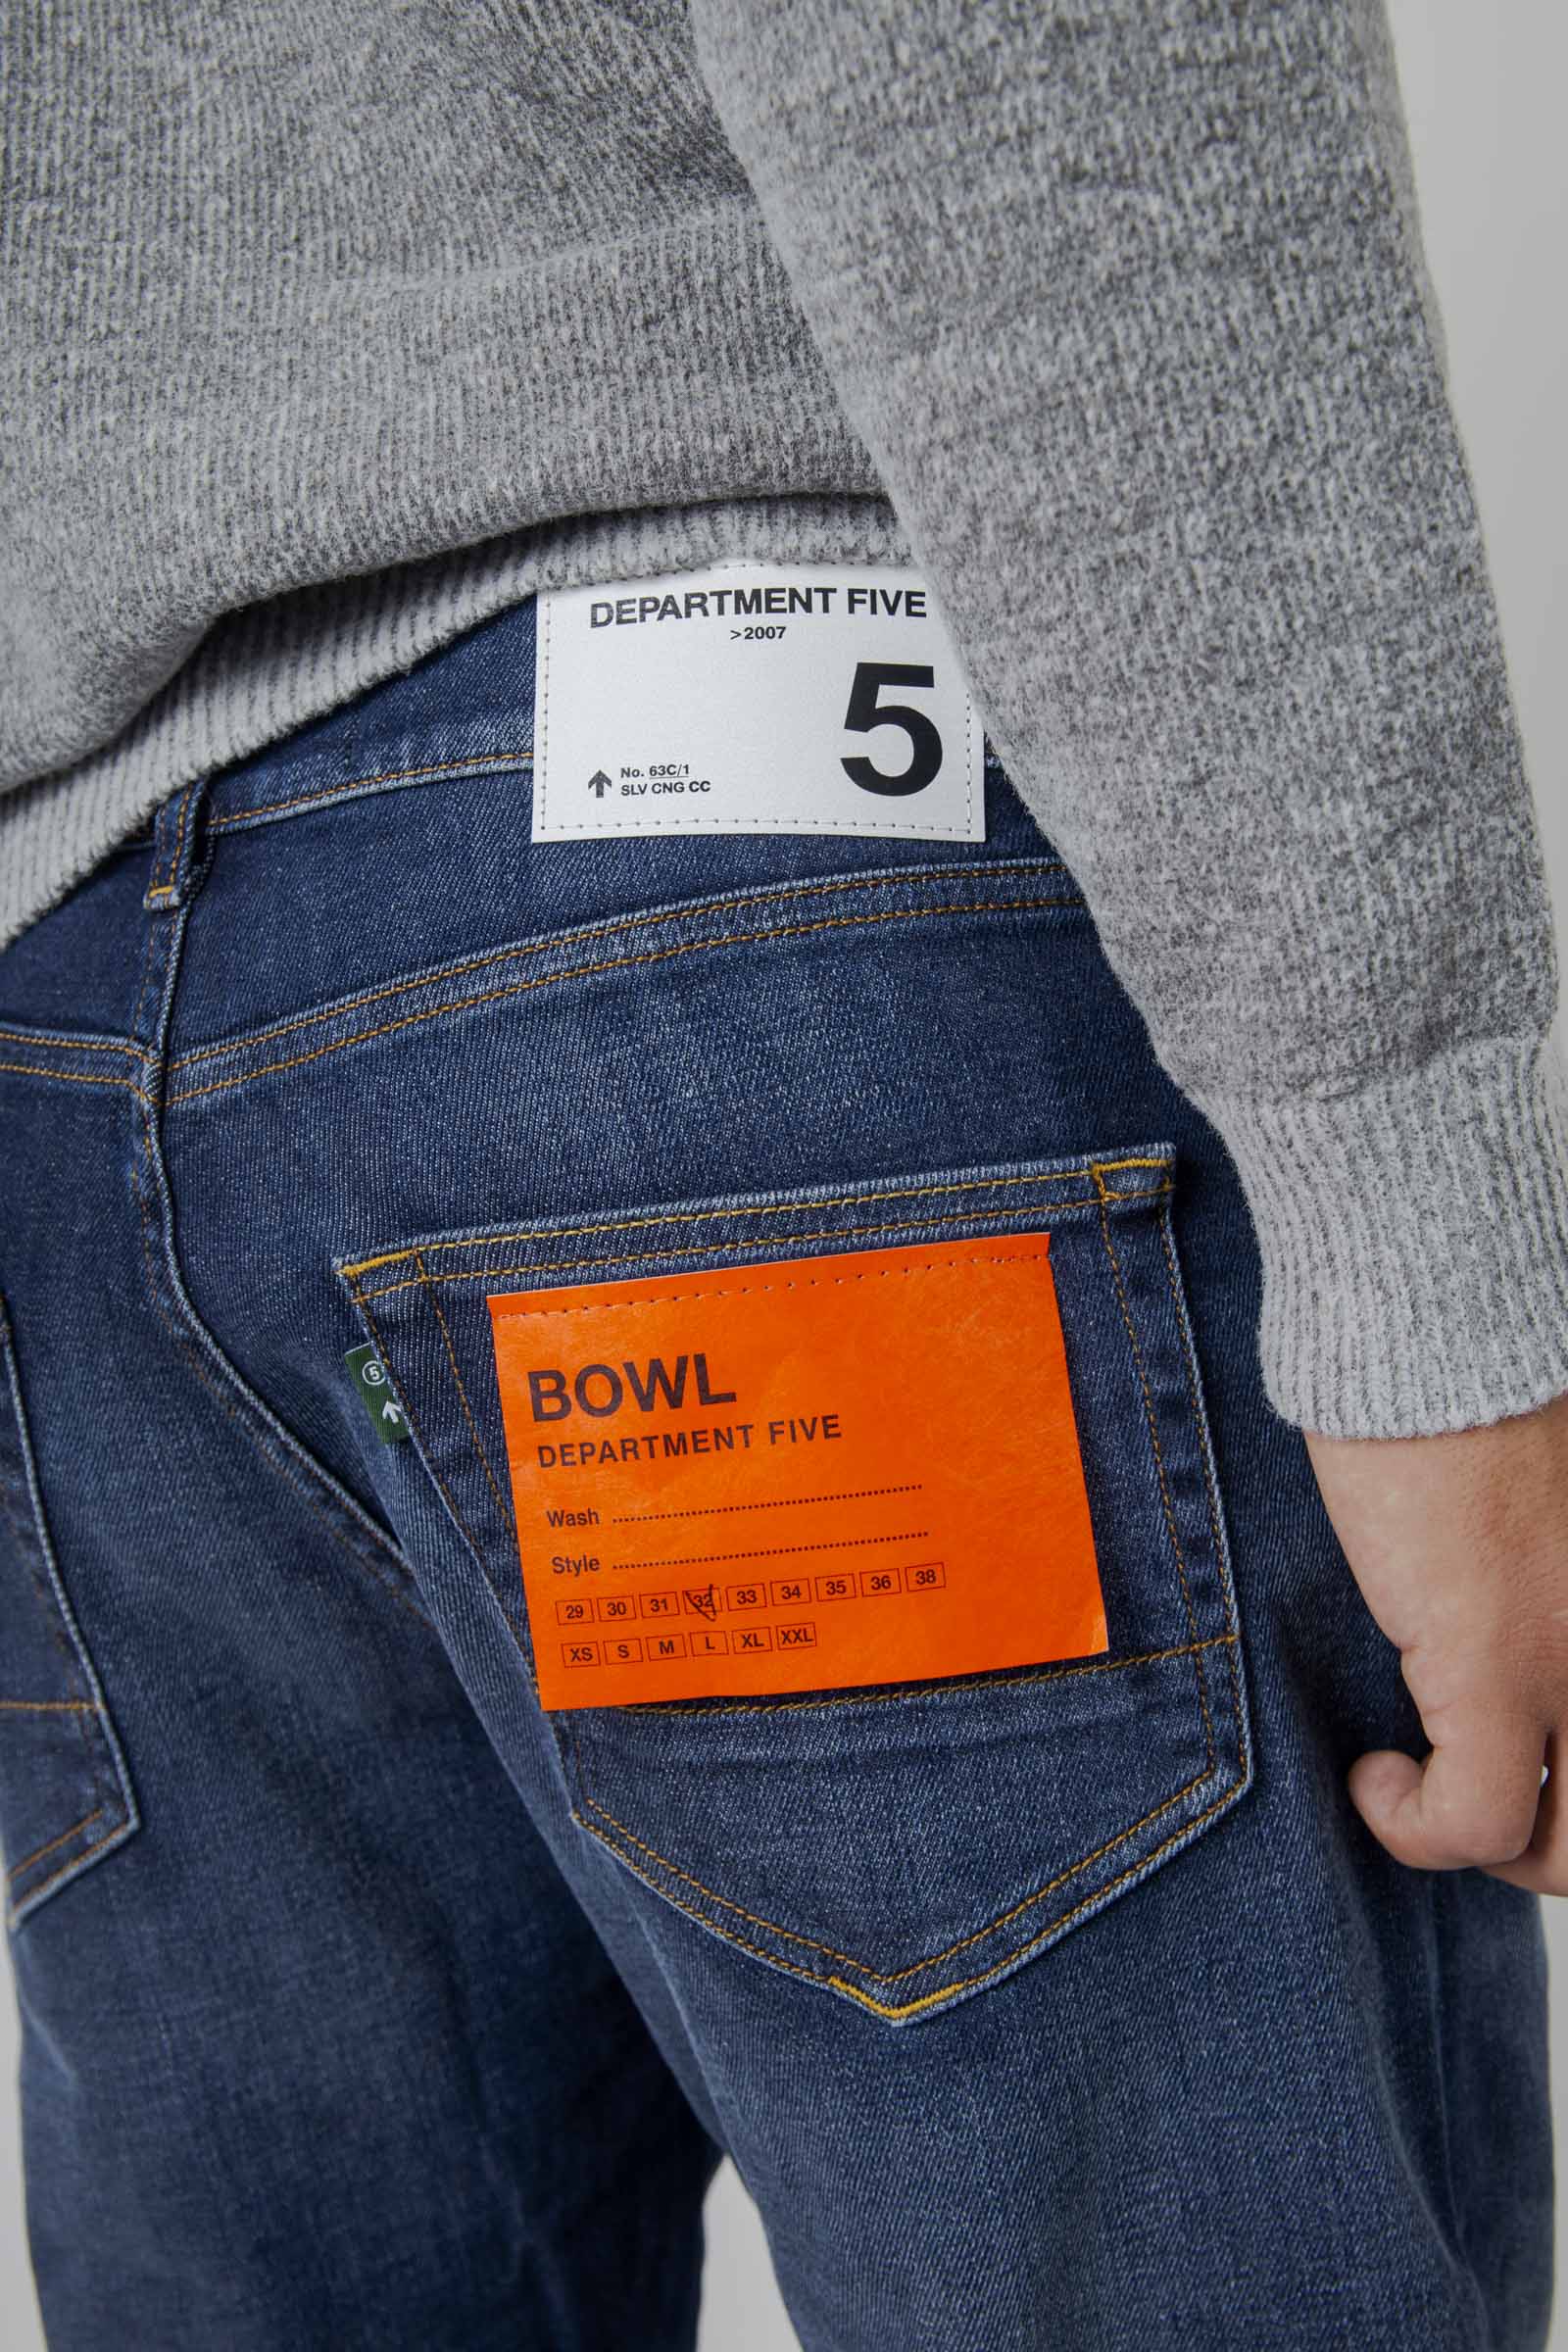 DEPARTMENT FIVE
>2007
5
No. 63C/1
SLV CNG CC
5
BOWL
DEPARTMENT FIVE
Wash ........................................
Style ........................................
29 30 31 32 33 34 35 36 38
XS S M L XL XXL